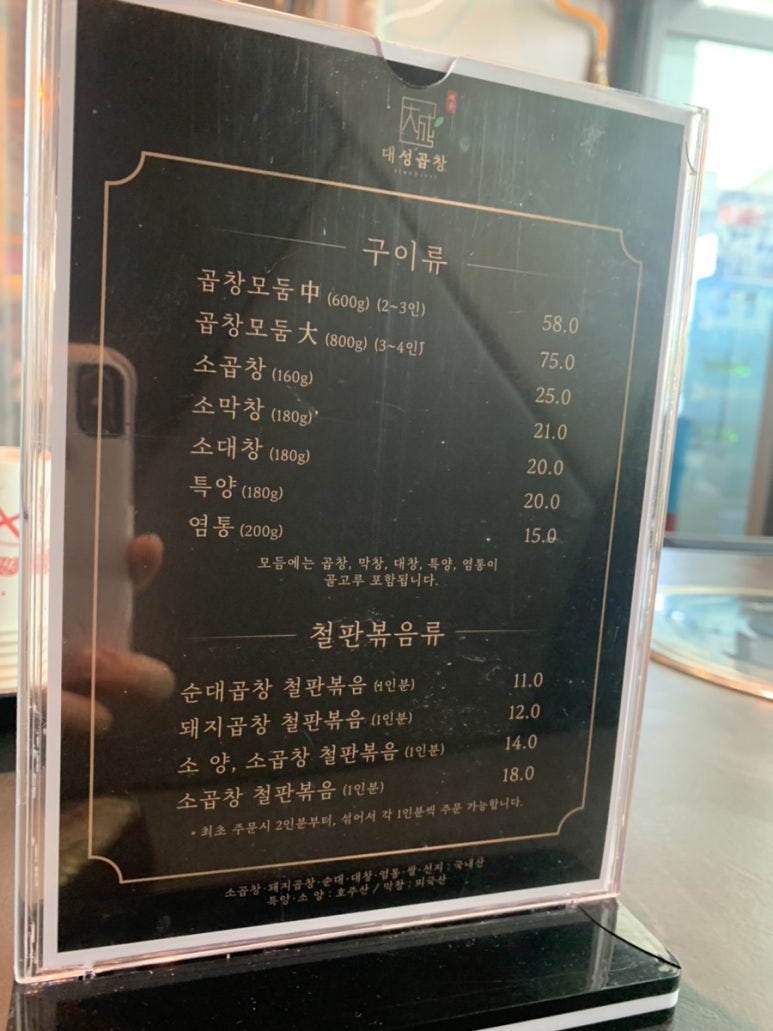 大成
대성곱창
구이류
곱창모둠 中 (600g) (2~3인) 58.0
곱창모둠 大 (800g) (3~4인) 75.0
소곱창 (160g) 25.0
소막창 (180g) 21.0
소대창 (180g) 20.0
특양 (180g) 20.0
염통 (200g) 15.0
모듬에는 곱창, 막창, 대창, 특양, 염통이
골고루 포함됩니다.
철판볶음류
순대곱창 철판볶음 (1인분) 11.0
돼지곱창 철판볶음 (1인분) 12.0
소 양, 소곱창 철판볶음 (1인분) 14.0
소곱창 철판볶음 (1인분) 18.0
* 최초 주문시 2인분부터, 섞어서 각 1인분씩 주문 가능합니다.
소곱창·돼지곱창·순대·대창·염통·쌀·선지 : 국내산
특양·소 양 : 호주산 / 막창 : 미국산